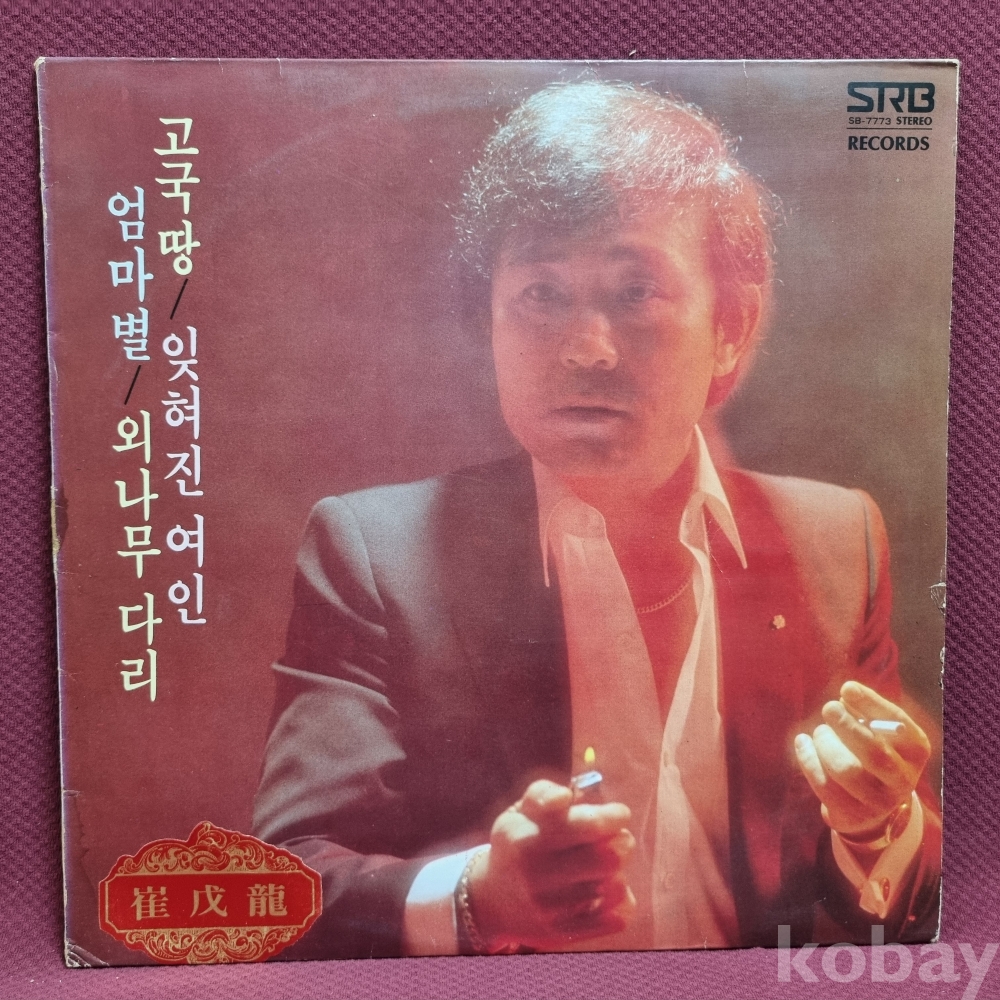 STRB
SB-7773 STEREO
RECORDS
고국땅 / 잊혀진 여인
엄마별 / 외나무 다리
崔戊龍
kobay